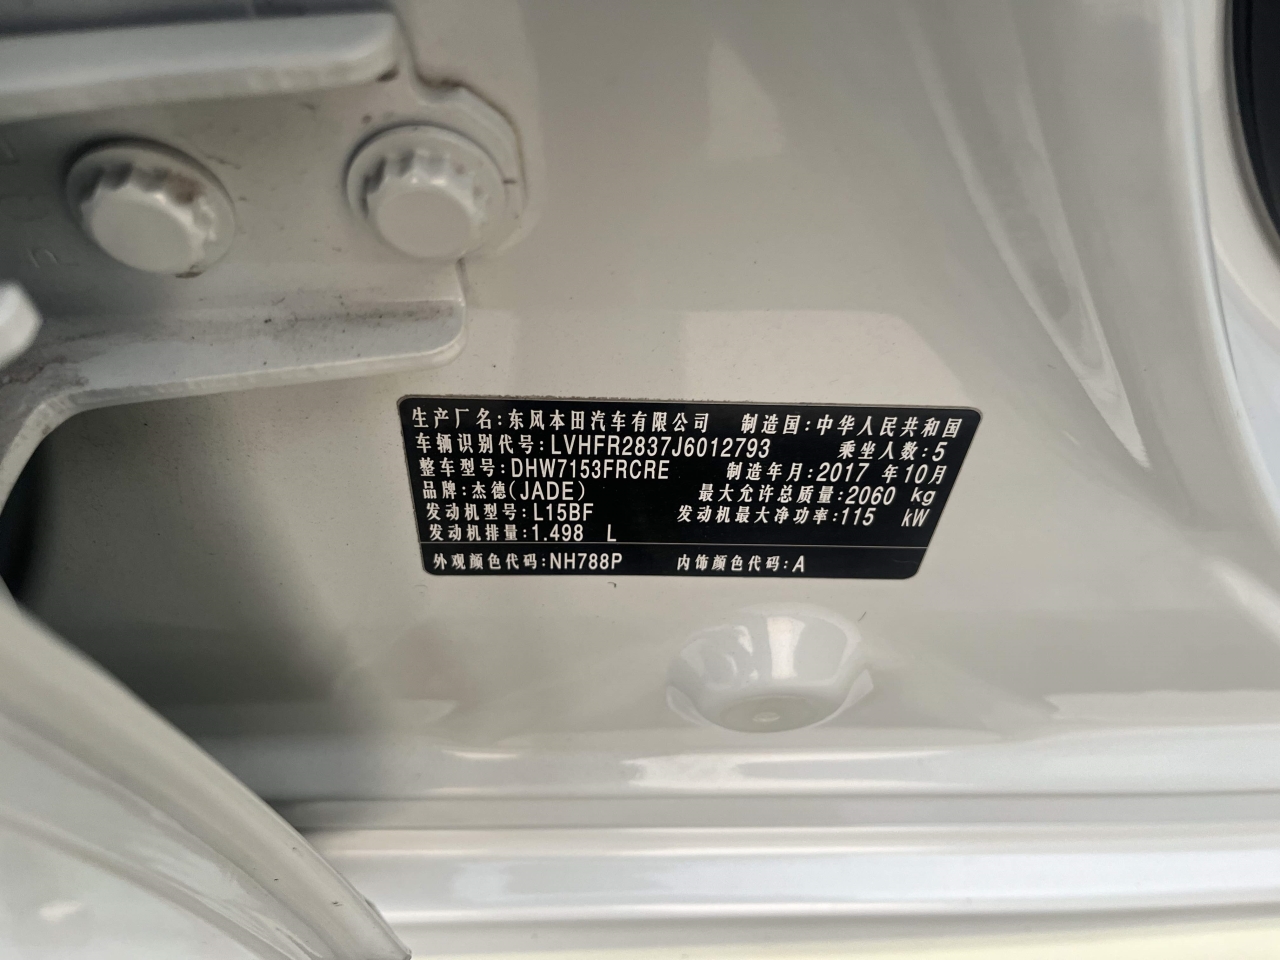 生产厂名:东风本田汽车有限公司 制造国:中华人民共和国
车辆识别代号:LVHFR2837J6012793 乘坐人数:5
整车型号:DHW7153FRCRE 制造年月:2017 年 10月
品牌:杰德(JADE) 最大允许总质量:2060 kg
发动机型号:L15BF 发动机最大净功率:115 kW
发动机排量:1.498 L
外观颜色代码:NH788P 内饰颜色代码:A